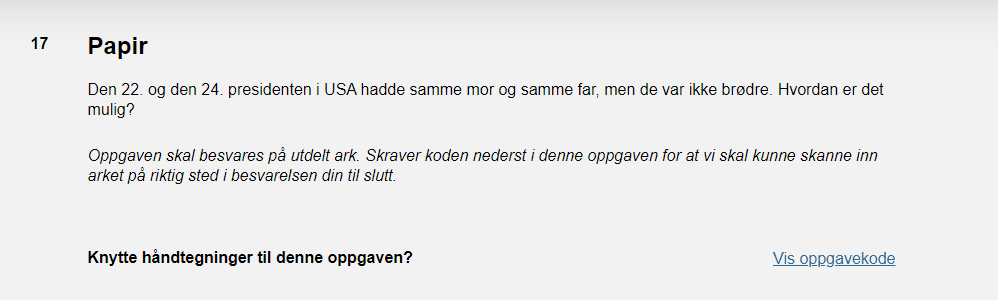 17 Papir
Den 22. og den 24. presidenten i USA hadde samme mor og samme far, men de var ikke brødre. Hvordan er det
mulig?
Oppgaven skal besvares på utdelt ark. Skraver koden nederst i denne oppgaven for at vi skal kunne skanne inn
arket på riktig sted i besvarelsen din til slutt.
Knytte håndtegninger til denne oppgaven? Vis oppgavekode